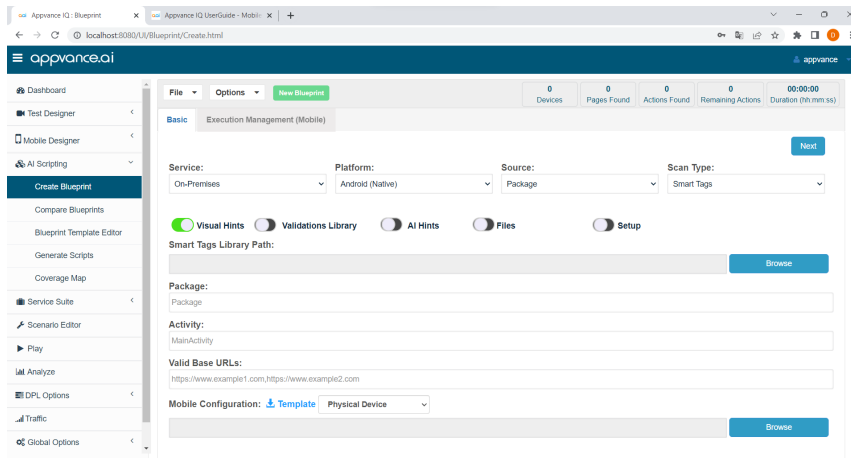 Appvance IQ : Blueprint
Appvance IQ UserGuide - Mobile
localhost:8080/UI/Blueprint/Create.html
appvance.ai
appvance
Dashboard
Test Designer
Mobile Designer
AI Scripting
Create Blueprint
Compare Blueprints
Blueprint Template Editor
Generate Scripts
Coverage Map
Service Suite
Scenario Editor
Play
Analyze
DPL Options
Traffic
Global Options
File Options New Blueprint
0 0 0 0 00:00:00
Devices Pages Found Actions Found Remaining Actions Duration (hh:mm:ss)
Basic Execution Management (Mobile)
Next
Service: Platform: Source: Scan Type:
On-Premises Android (Native) Package Smart Tags
Visual Hints Validations Library AI Hints Files Setup
Smart Tags Library Path:
Browse
Package:
Package
Activity:
MainActivity
Valid Base URLs:
https://www.example1.com,https://www.example2.com
Mobile Configuration: Template Physical Device
Browse